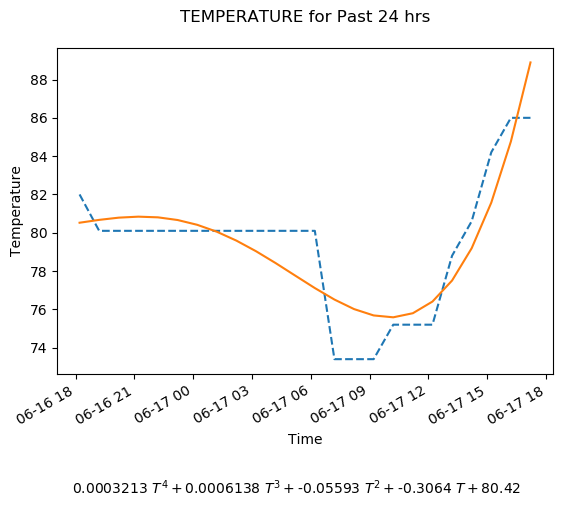 TEMPERATURE for Past 24 hrs
88
86
84
82
80
78
76
74
Temperature
06-16 18 06-16 21 06-17 00 06-17 03 06-17 06 06-17 09 06-17 12 06-17 15 06-17 18
Time
0.0003213 T⁴ + 0.0006138 T³ + -0.05593 T² + -0.3064 T + 80.42